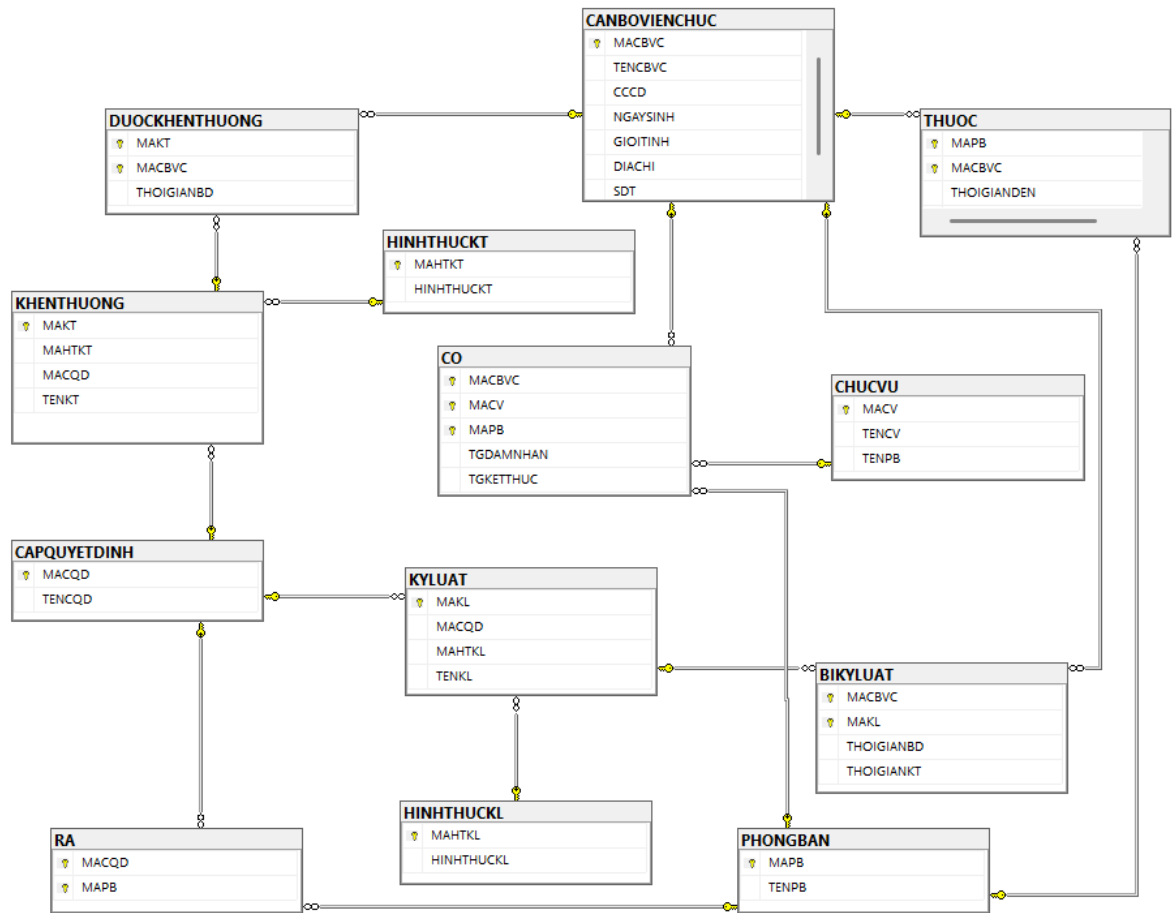 CANBOVIENCHUC
MACBVC
TENCBVC
CCCD
NGAYSINH
GIOITINH
DIACHI
SDT
DUOCKHENTHUONG
MAKT
MACBVC
THOIGIANBD
THUOC
MAPB
MACBVC
THOIGIANDEN
HINHTHUCKT
MAHTKT
HINHTHUCKT
KHENTHUONG
MAKT
MAHTKT
MACQD
TENKT
CO
MACBVC
MACV
MAPB
TGDAMNHAN
TGKETTHUC
CHUCVU
MACV
TENCV
TENPB
CAPQUYETDINH
MACQD
TENCQD
KYLUAT
MAKL
MACQD
MAHTKL
TENKL
BIKYLUAT
MACBVC
MAKL
THOIGIANBD
THOIGIANKT
HINHTHUCKL
MAHTKL
HINHTHUCKL
RA
MACQD
MAPB
PHONGBAN
MAPB
TENPB